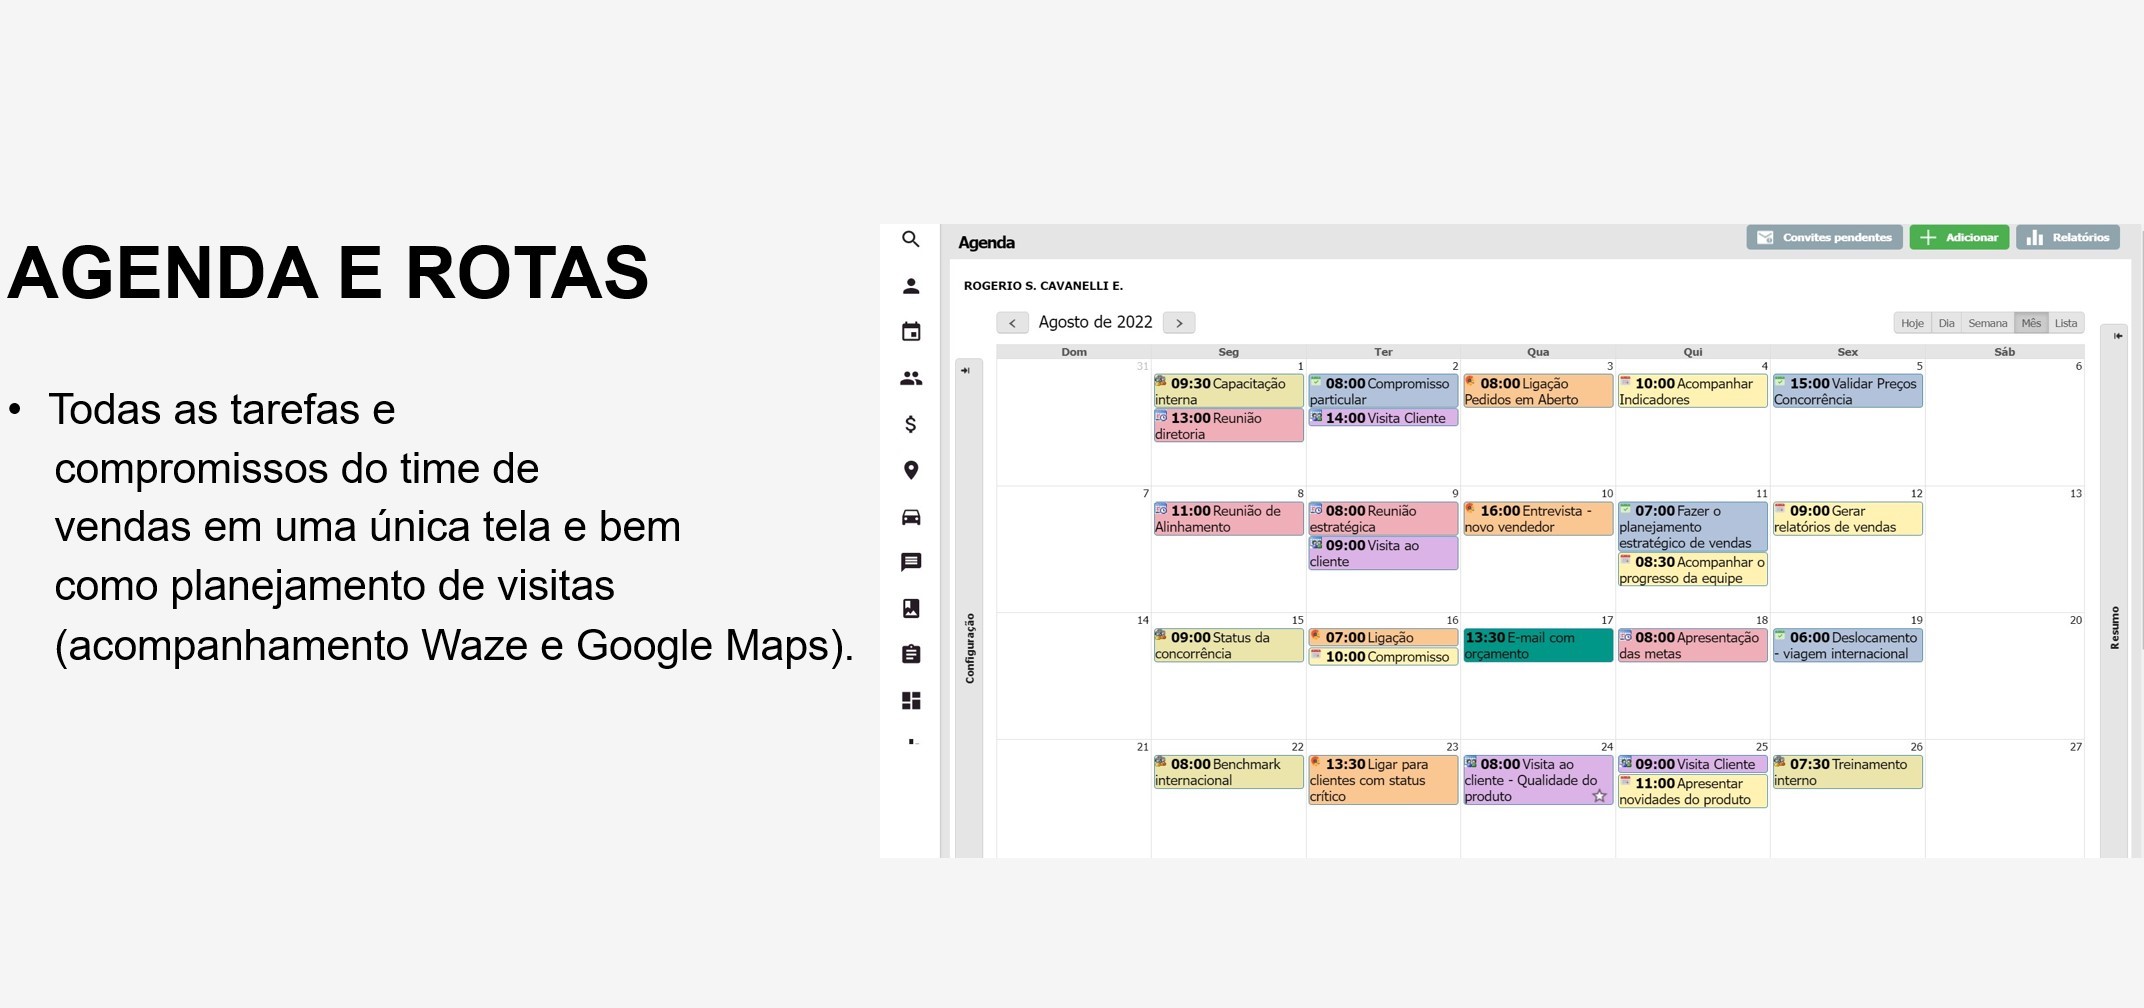 AGENDA E ROTAS
• Todas as tarefas e
compromissos do time de
vendas em uma única tela e bem
como planejamento de visitas
(acompanhamento Waze e Google Maps).
Agenda
Convites pendentes
Adicionar
Relatórios
ROGERIO S. CAVANELLI E.
< Agosto de 2022 >
Hoje Dia Semana Mês Lista
Configuração
Resumo
Dom Seg Ter Qua Qui Sex Sáb
31 1 2 3 4 5 6
09:30 Capacitação
interna
13:00 Reunião
diretoria
08:00 Compromisso
particular
14:00 Visita Cliente
08:00 Ligação
Pedidos em Aberto
10:00 Acompanhar
Indicadores
15:00 Validar Preços
Concorrência
7 8 9 10 11 12 13
11:00 Reunião de
Alinhamento
08:00 Reunião
estratégica
09:00 Visita ao
cliente
16:00 Entrevista -
novo vendedor
07:00 Fazer o
planejamento
estratégico de vendas
08:30 Acompanhar o
progresso da equipe
09:00 Gerar
relatórios de vendas
14 15 16 17 18 19 20
09:00 Status da
concorrência
07:00 Ligação
10:00 Compromisso
13:30 E-mail com
orçamento
08:00 Apresentação
das metas
06:00 Deslocamento
- viagem internacional
21 22 23 24 25 26 27
08:00 Benchmark
internacional
13:30 Ligar para
clientes com status
crítico
08:00 Visita ao
cliente - Qualidade do
produto
09:00 Visita Cliente
11:00 Apresentar
novidades do produto
07:30 Treinamento
interno